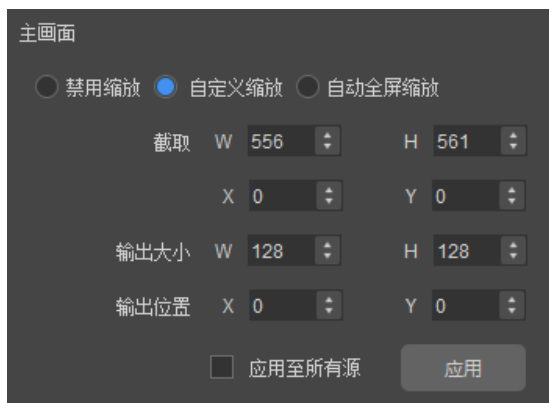 主画面
禁用缩放 自定义缩放 自动全屏缩放
截取 W 556 H 561
X 0 Y 0
输出大小 W 128 H 128
输出位置 X 0 Y 0
应用至所有源 应用